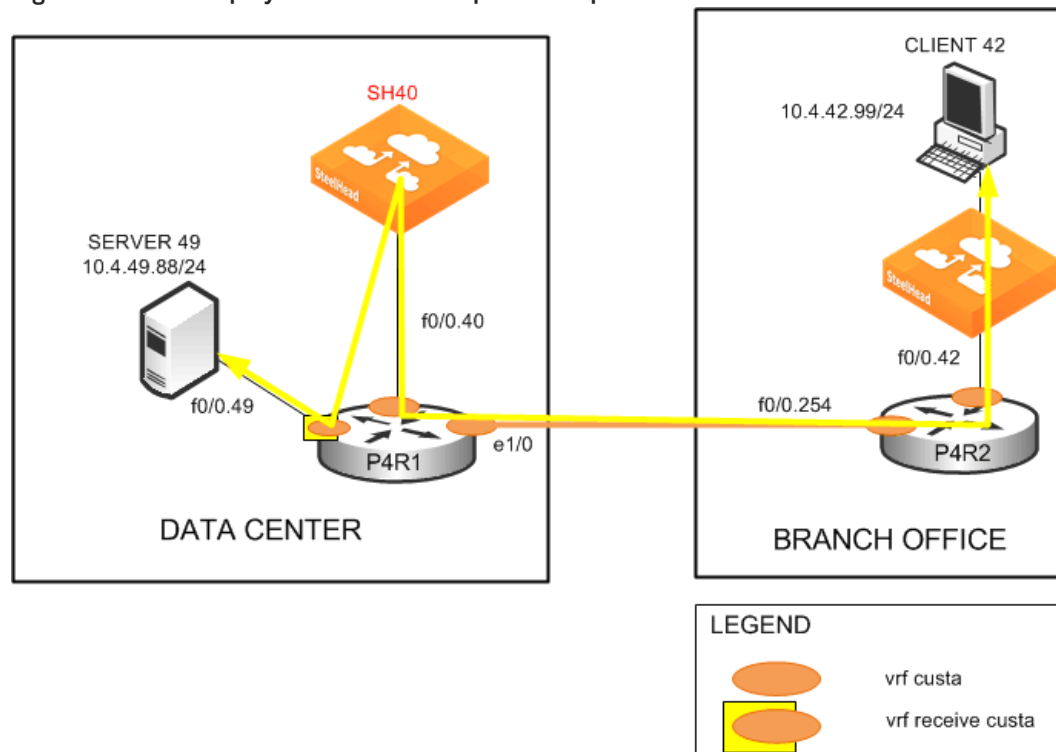 CLIENT 42
10.4.42.99/24
SH40
SteelHead
SERVER 49
10.4.49.88/24
SteelHead
f0/0.40
f0/0.42
f0/0.49
f0/0.254
e1/0
P4R1
P4R2
DATA CENTER
BRANCH OFFICE
LEGEND
vrf custa
vrf receive custa